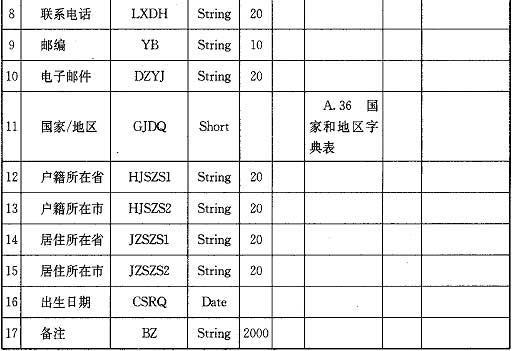 8 联系电话 LXDH String 20
9 邮编 YB String 10
10 电子邮件 DZYJ String 20
11 国家/地区 GJDQ Short A.36 国家和地区字典表
12 户籍所在省 HJSZS1 String 20
13 户籍所在市 HJSZS2 String 20
14 居住所在省 JZSZS1 String 20
15 居住所在市 JZSZS2 String 20
16 出生日期 CSRQ Date
17 备注 BZ String 2000